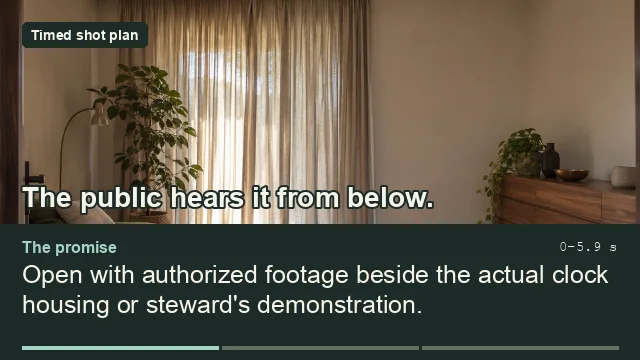 Timed shot plan
The public hears it from below.
The promise
0–5.9 s
Open with authorized footage beside the actual clock
housing or steward's demonstration.